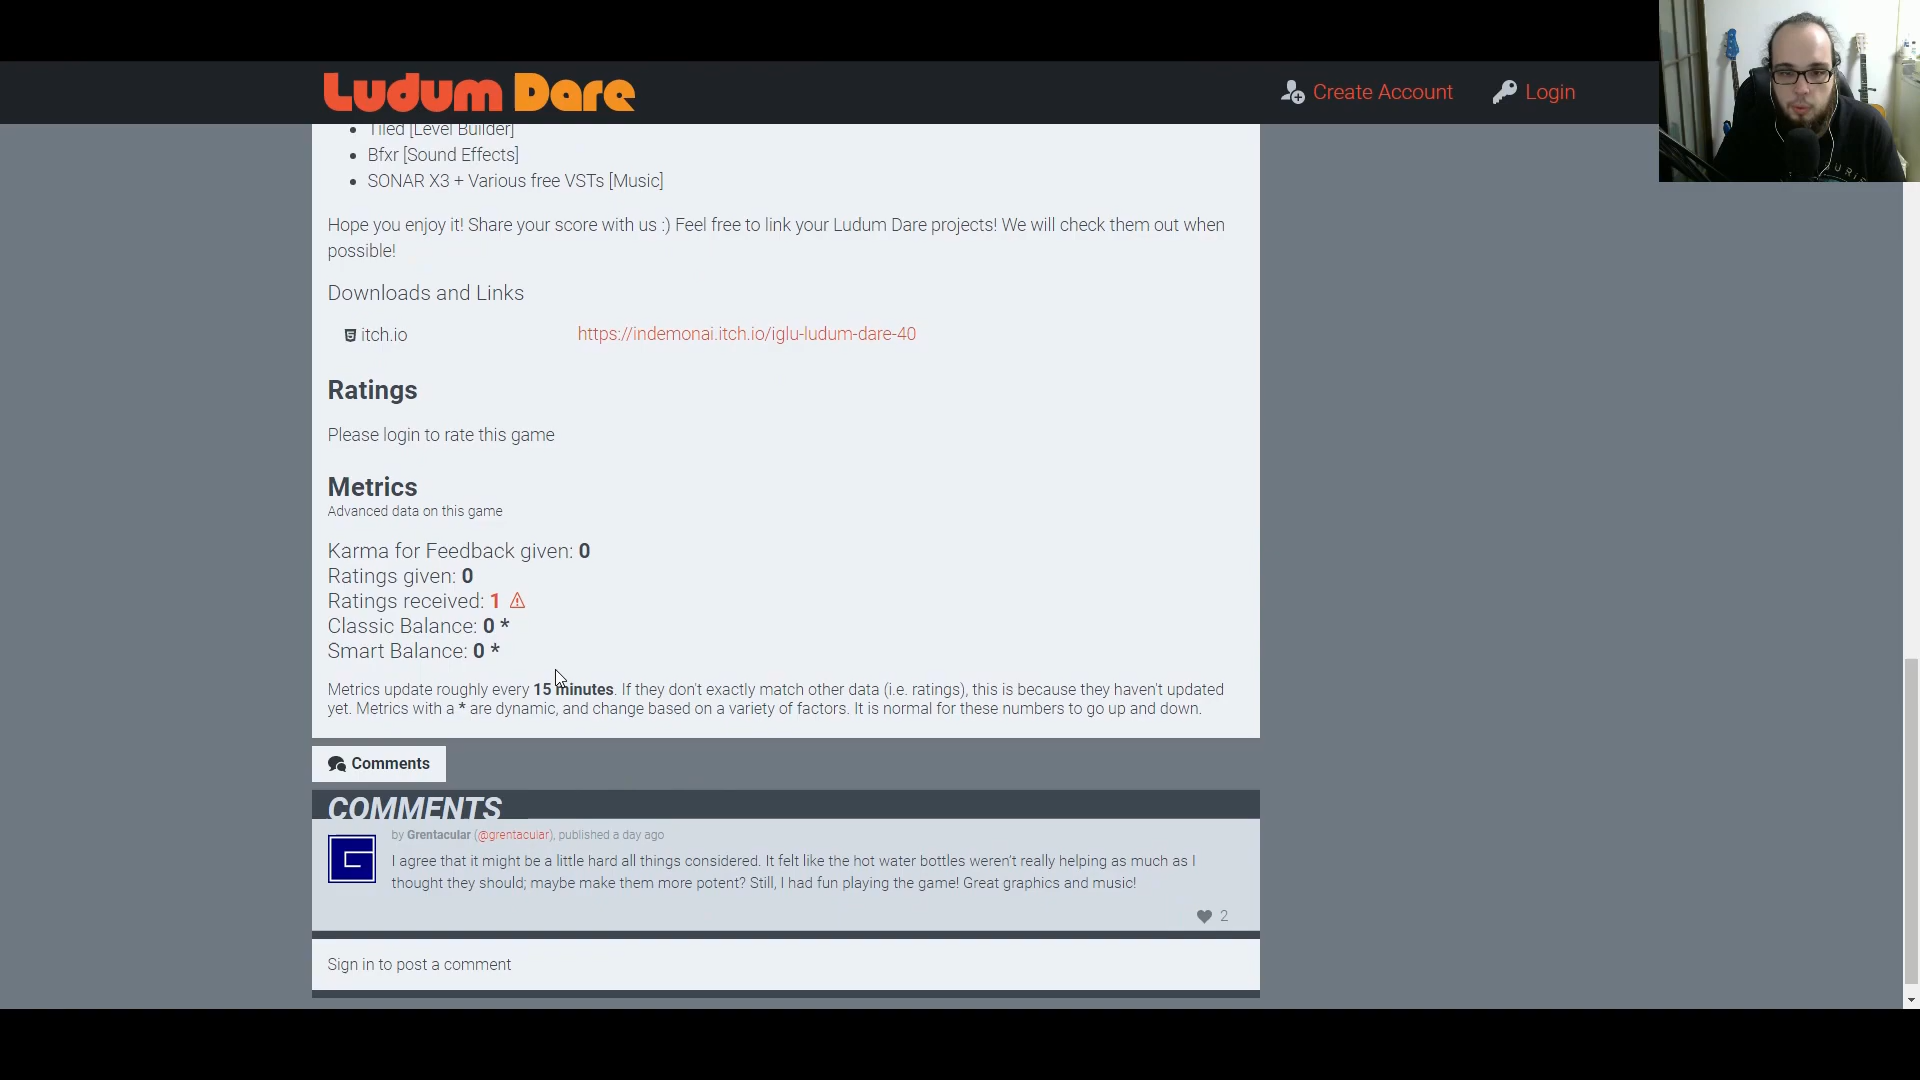 Ludum Dare
Create Account
Login
Tiled [Level Builder]
Bfxr [Sound Effects]
SONAR X3 + Various free VSTs [Music]
Hope you enjoy it! Share your score with us :) Feel free to link your Ludum Dare projects! We will check them out when
possible!
Downloads and Links
itch.io
https://indemonai.itch.io/iglu-ludum-dare-40
Ratings
Please login to rate this game
Metrics
Advanced data on this game
Karma for Feedback given: 0
Ratings given: 0
Ratings received: 1
Classic Balance: 0 *
Smart Balance: 0 *
Metrics update roughly every 15 minutes. If they don't exactly match other data (i.e. ratings), this is because they haven't updated
yet. Metrics with a * are dynamic, and change based on a variety of factors. It is normal for these numbers to go up and down.
Comments
COMMENTS
by Grentacular (@grentacular), published a day ago
I agree that it might be a little hard all things considered. It felt like the hot water bottles weren't really helping as much as I
thought they should; maybe make them more potent? Still, I had fun playing the game! Great graphics and music!
2
Sign in to post a comment